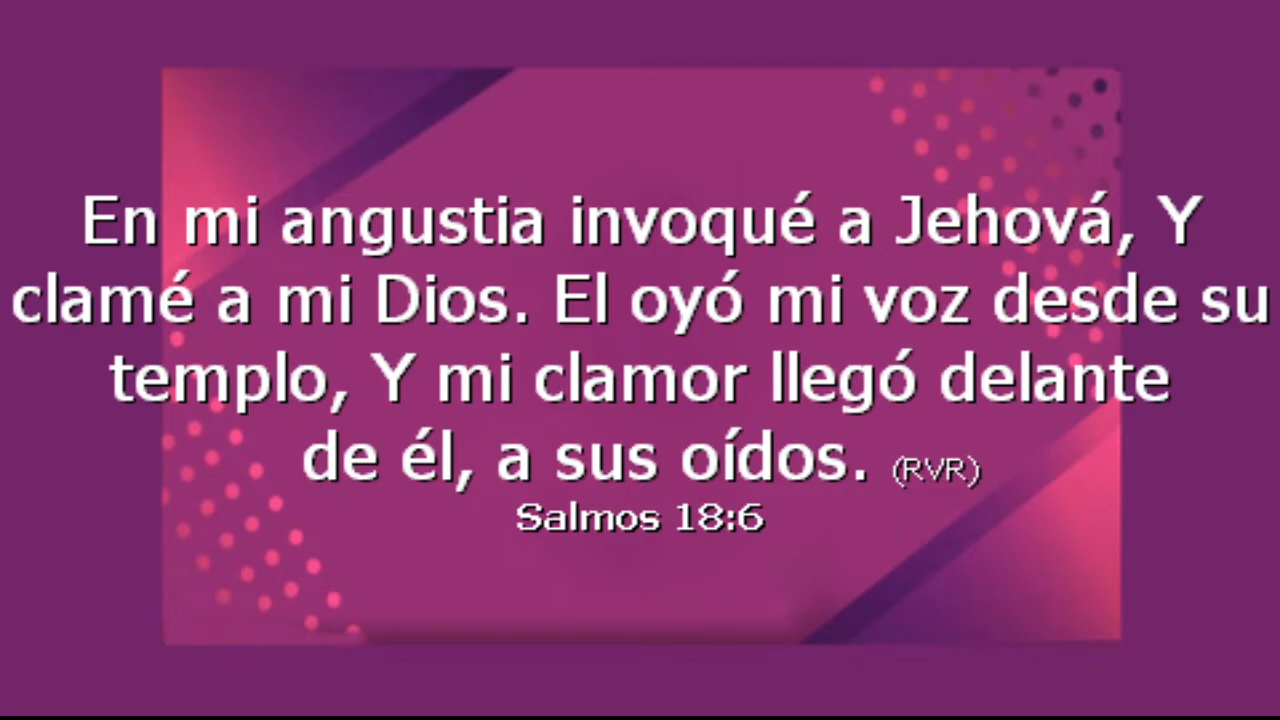 En mi angustia invoqué a Jehová, Y
clamé a mi Dios. El oyó mi voz desde su
templo, Y mi clamor llegó delante
de él, a sus oídos. (RVR)
Salmos 18:6